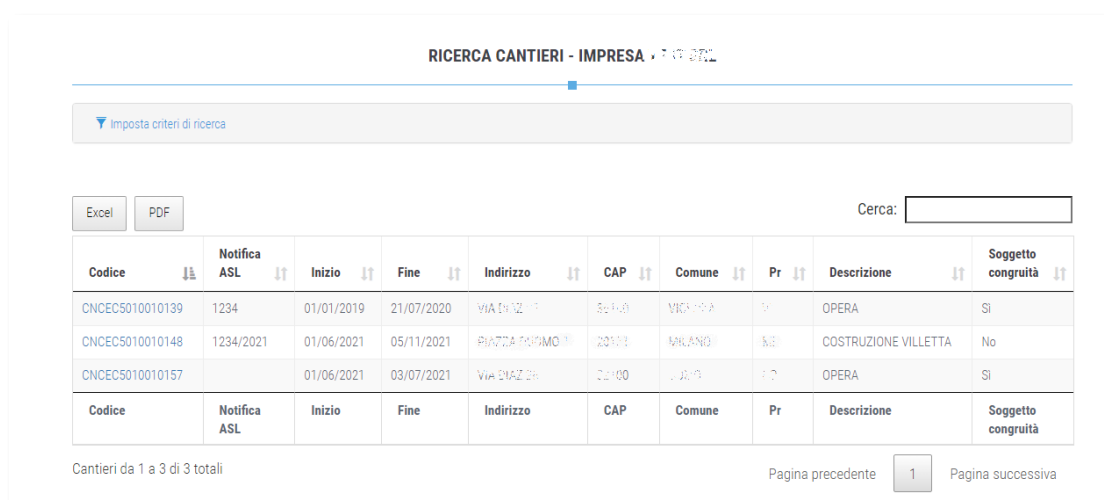 RICERCA CANTIERI - IMPRESA
Imposta criteri di ricerca
Excel PDF Cerca:
Codice Notifica ASL Inizio Fine Indirizzo CAP Comune Pr Descrizione Soggetto congruità
CNCEC5010010139 1234 01/01/2019 21/07/2020 VIA OPERA Sì
CNCEC5010010148 1234/2021 01/06/2021 05/11/2021 PIAZZA MILANO COSTRUZIONE VILLETTA No
CNCEC5010010157 01/06/2021 03/07/2021 VIA OPERA Sì
Codice Notifica ASL Inizio Fine Indirizzo CAP Comune Pr Descrizione Soggetto congruità
Cantieri da 1 a 3 di 3 totali
Pagina precedente 1 Pagina successiva